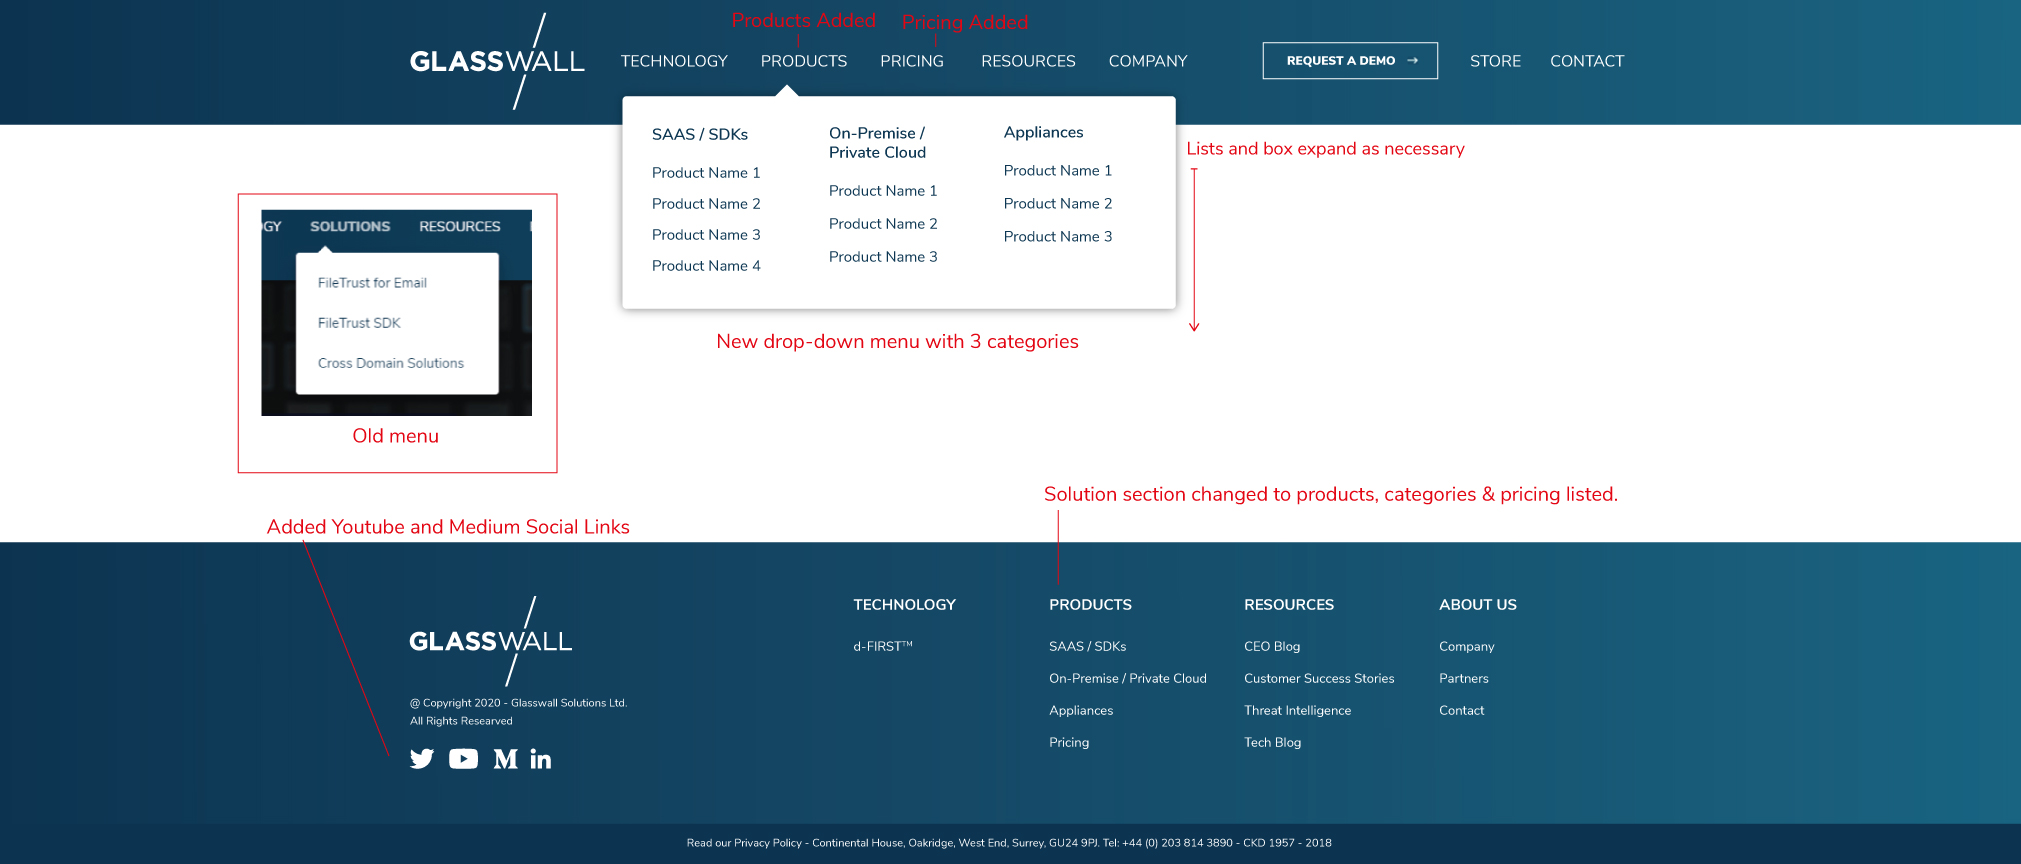 Products Added
Pricing Added
GLASSWALL
TECHNOLOGY
PRODUCTS
PRICING
RESOURCES
COMPANY
REQUEST A DEMO →
STORE
CONTACT
SAAS / SDKs
Product Name 1
Product Name 2
Product Name 3
Product Name 4
On-Premise /
Private Cloud
Product Name 1
Product Name 2
Product Name 3
Appliances
Product Name 1
Product Name 2
Product Name 3
Lists and box expand as necessary
New drop-down menu with 3 categories
OGY
SOLUTIONS
RESOURCES
FileTrust for Email
FileTrust SDK
Cross Domain Solutions
Old menu
Solution section changed to products, categories & pricing listed.
Added Youtube and Medium Social Links
GLASSWALL
@ Copyright 2020 - Glasswall Solutions Ltd.
All Rights Researved
M in
TECHNOLOGY
d-FIRST™
PRODUCTS
SAAS / SDKs
On-Premise / Private Cloud
Appliances
Pricing
RESOURCES
CEO Blog
Customer Success Stories
Threat Intelligence
Tech Blog
ABOUT US
Company
Partners
Contact
Read our Privacy Policy - Continental House, Oakridge, West End, Surrey, GU24 9PJ. Tel: +44 (0) 203 814 3890 - CKD 1957 - 2018